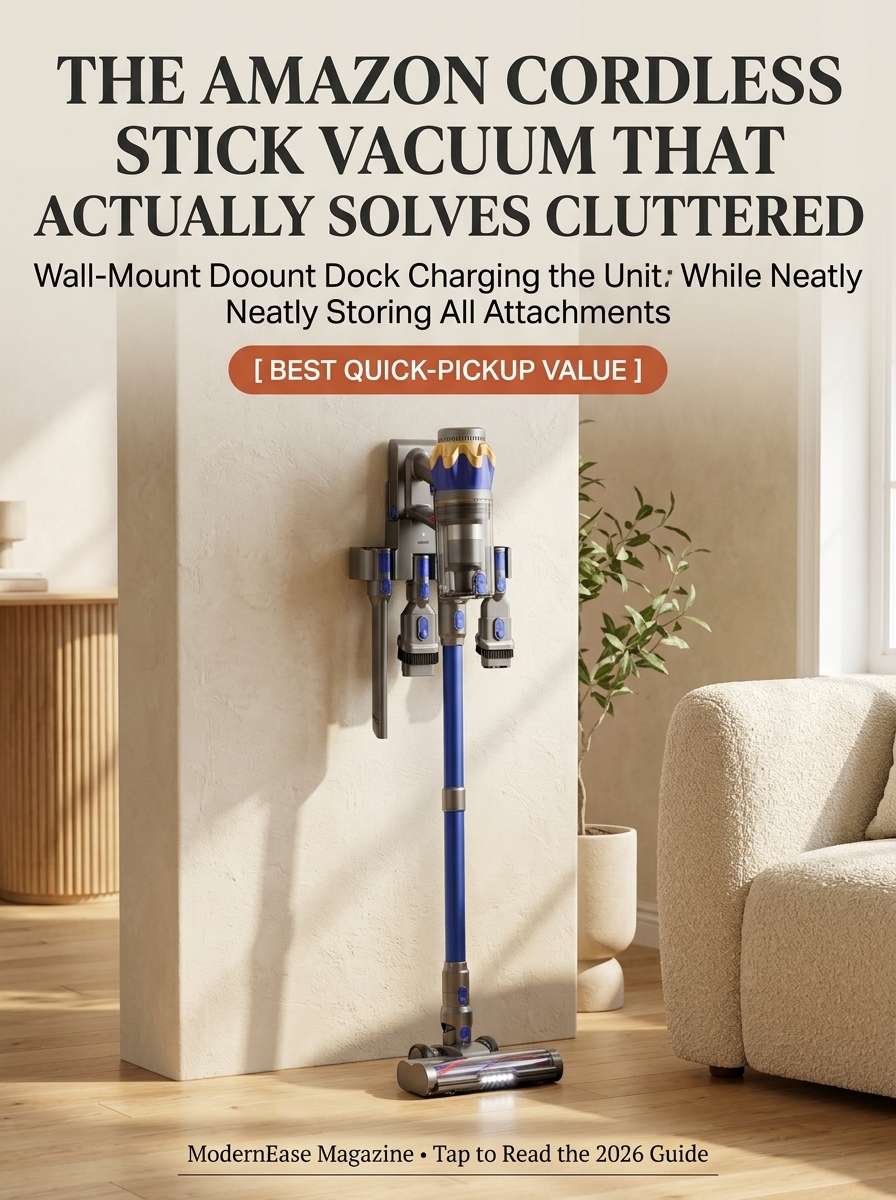 THE AMAZON CORDLESS
STICK VACUUM THAT
ACTUALLY SOLVES CLUTTERED
Wall-Mount Doount Dock Charging the Unit; While Neatly
Neatly Storing All Attachments
[ BEST QUICK-PICKUP VALUE ]
ModernEase Magazine • Tap to Read the 2026 Guide